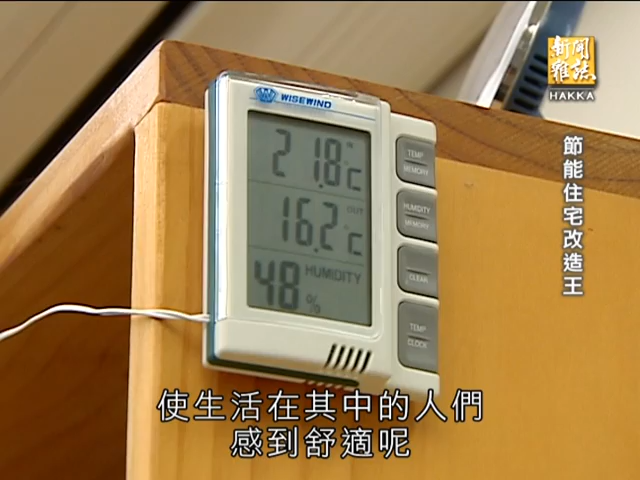 新聞
雜誌
HAKKA
節能住宅改造王
WISEWIND
21.8°C
OUT
16.2°C
HUMIDITY
48%
TEMP
MEMORY
HUMIDITY
MEMORY
CLEAR
TEMP
CLOCK
使生活在其中的人們
感到舒適呢